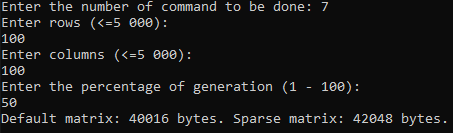 Enter the number of command to be done: 7
Enter rows (<=5 000):
100
Enter columns (<=5 000):
100
Enter the percentage of generation (1 - 100):
50
Default matrix: 40016 bytes. Sparse matrix: 42048 bytes.